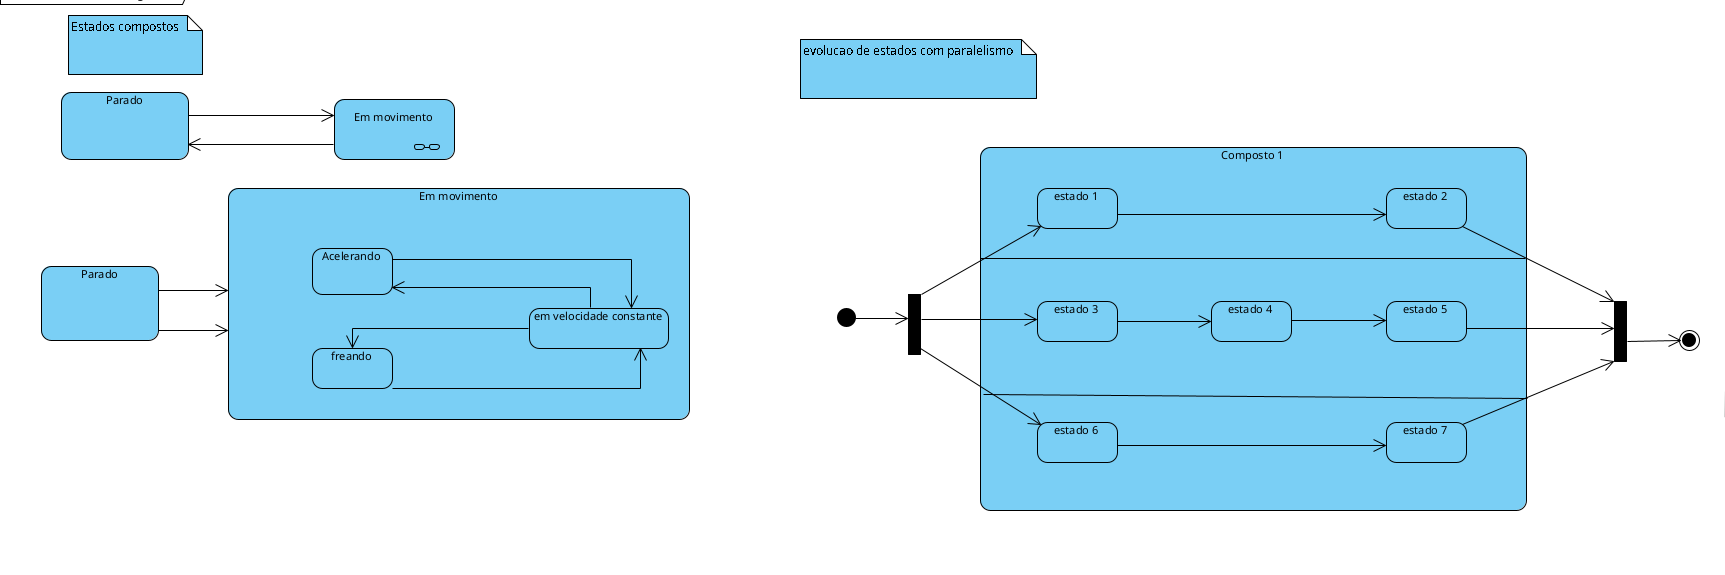 Estados compostos
Parado
Em movimento
Em movimento
Parado
Acelerando
em velocidade constante
freando
evolucao de estados com paralelismo
Composto 1
estado 1
estado 2
estado 3
estado 4
estado 5
estado 6
estado 7